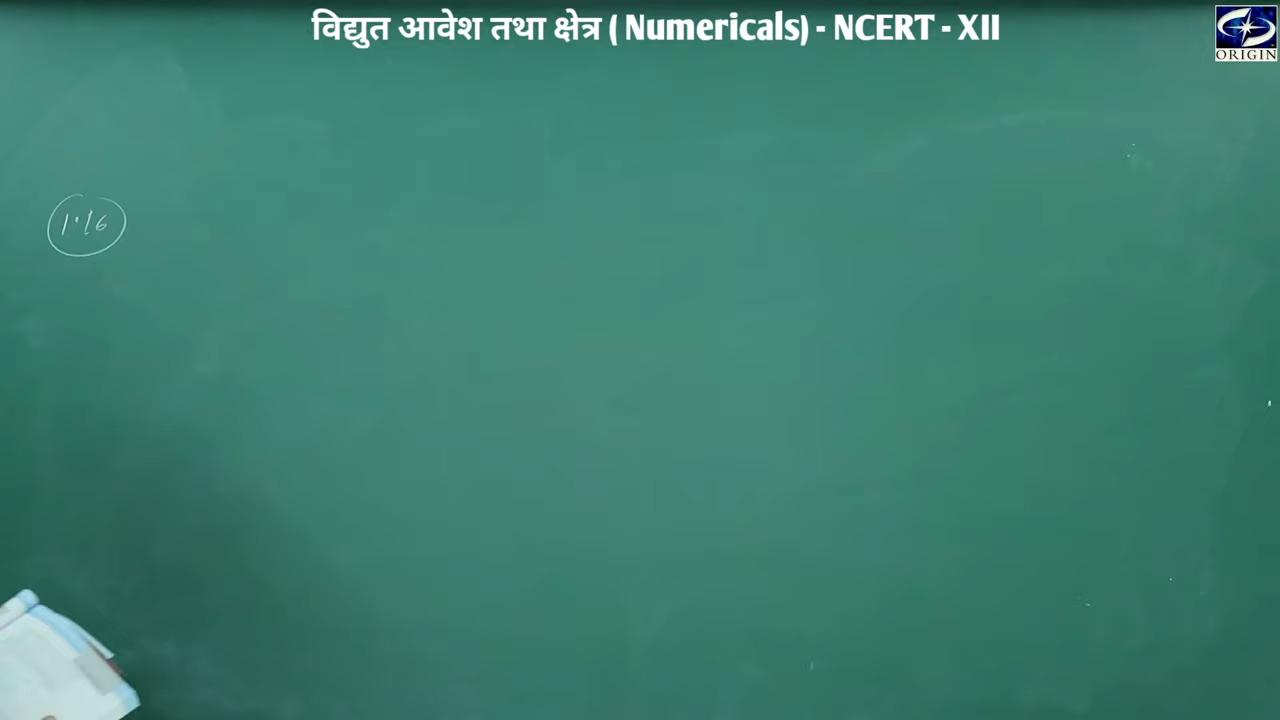 विद्युत आवेश तथा क्षेत्र ( Numericals) - NCERT - XII
ORIGIN
1.16